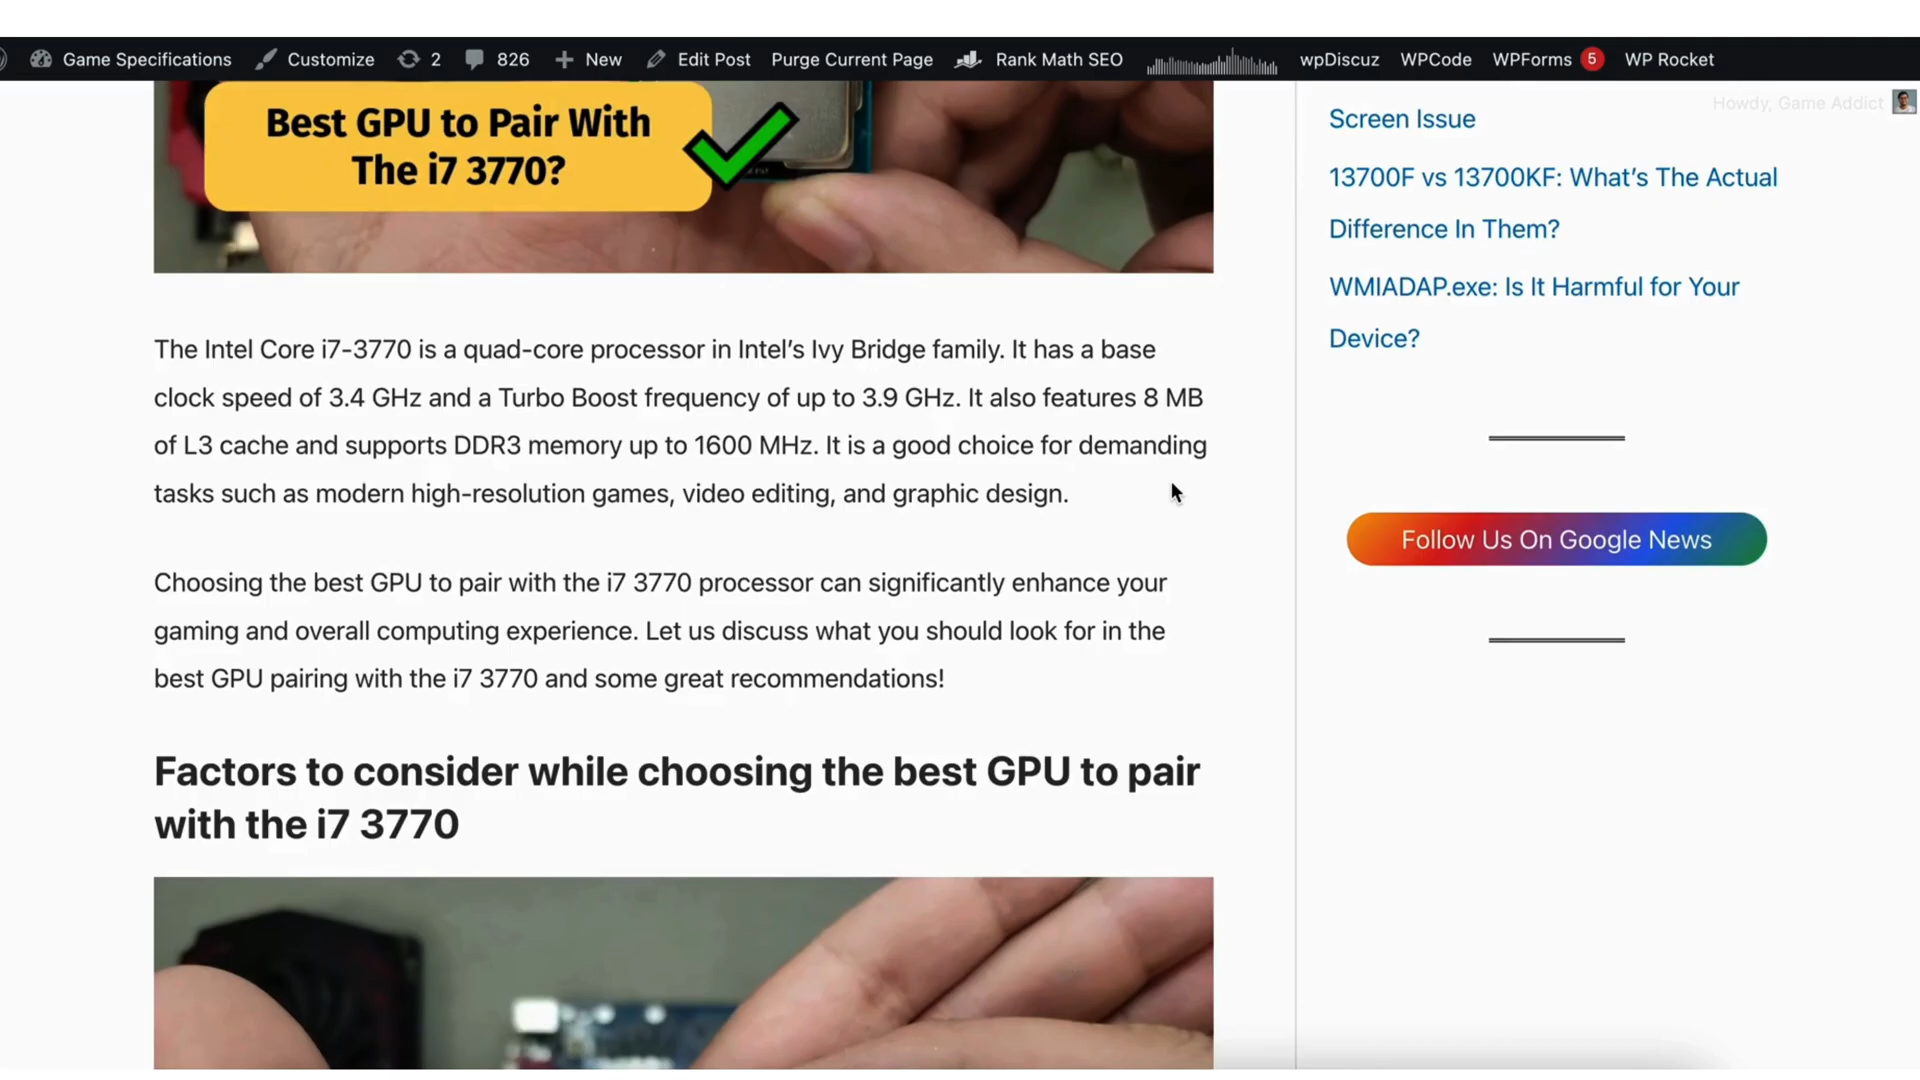 Game Specifications Customize 2 826 New Edit Post Purge Current Page Rank Math SEO wpDiscuz WPCode WPForms 5 WP Rocket
Howdy, Game Addict
Best GPU to Pair With
The i7 3770?
The Intel Core i7-3770 is a quad-core processor in Intel's Ivy Bridge family. It has a base
clock speed of 3.4 GHz and a Turbo Boost frequency of up to 3.9 GHz. It also features 8 MB
of L3 cache and supports DDR3 memory up to 1600 MHz. It is a good choice for demanding
tasks such as modern high-resolution games, video editing, and graphic design.
Choosing the best GPU to pair with the i7 3770 processor can significantly enhance your
gaming and overall computing experience. Let us discuss what you should look for in the
best GPU pairing with the i7 3770 and some great recommendations!
Factors to consider while choosing the best GPU to pair
with the i7 3770
Screen Issue
13700F vs 13700KF: What's The Actual
Difference In Them?
WMIADAP.exe: Is It Harmful for Your
Device?
Follow Us On Google News